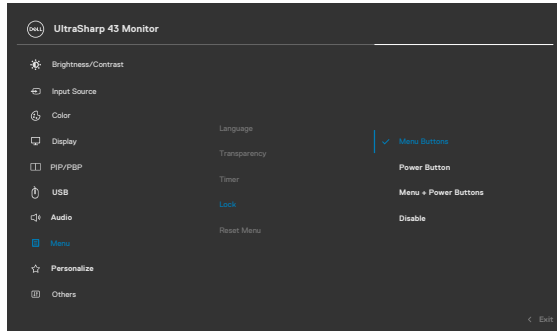 DELL UltraSharp 43 Monitor
Brightness/Contrast
Input Source
Color
Display
PIP/PBP
USB
Audio
Menu
Personalize
Others
Language
Transparency
Timer
Lock
Reset Menu
Menu Buttons
Power Button
Menu + Power Buttons
Disable
Exit